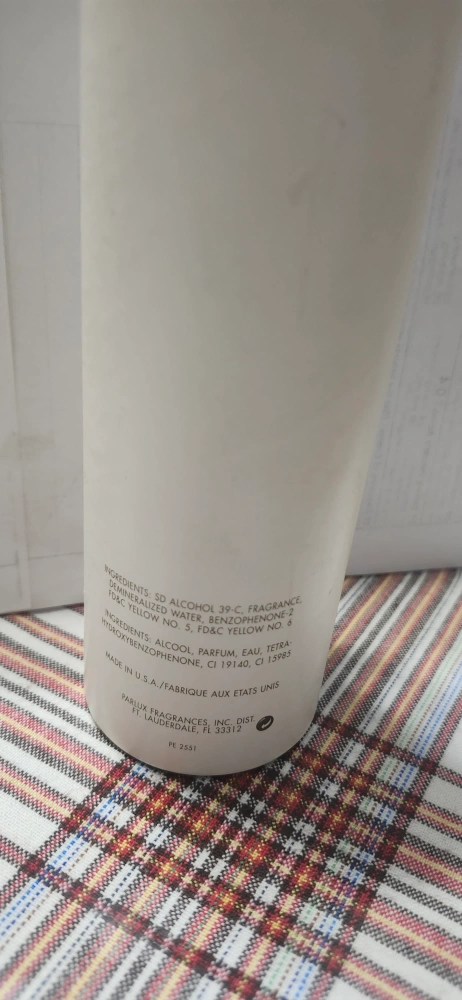 INGREDIENTS: SD ALCOHOL 39-C, FRAGRANCE,
DEMINERALIZED WATER, BENZOPHENONE-2
FD&C YELLOW NO. 5, FD&C YELLOW NO. 6
INGREDIENTS: ALCOOL, PARFUM, EAU, TETRA-
HYDROXYBENZOPHENONE, CI 19140, CI 15985
MADE IN U.S.A./FABRIQUE AUX ETATS UNIS
PARLUX FRAGRANCES, INC. DIST.
FT. LAUDERDALE, FL 33312
PE 2551